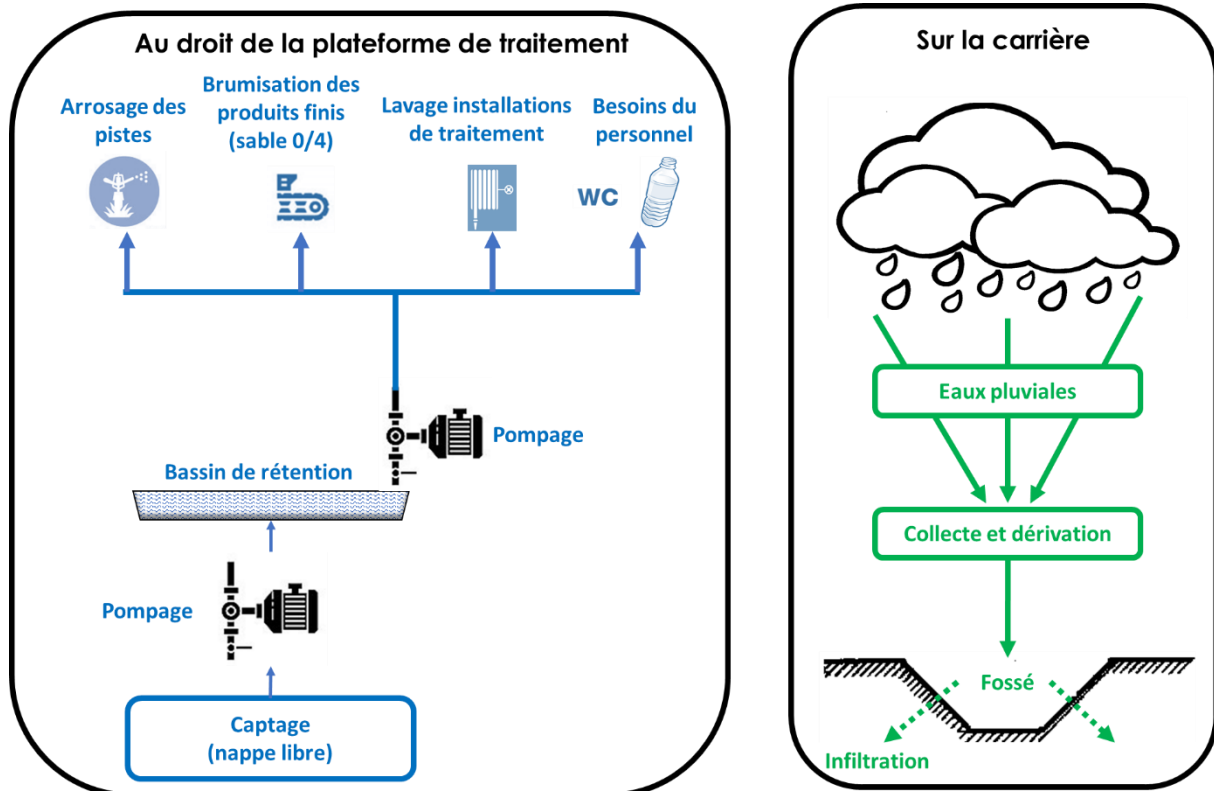 Au droit de la plateforme de traitement
Arrosage des
pistes
Brumisation des
produits finis
(sable 0/4)
Lavage installations
de traitement
Besoins du
personnel
WC
Pompage
Bassin de rétention
Pompage
Captage
(nappe libre)
Sur la carrière
Eaux pluviales
Collecte et dérivation
Fossé
Infiltration